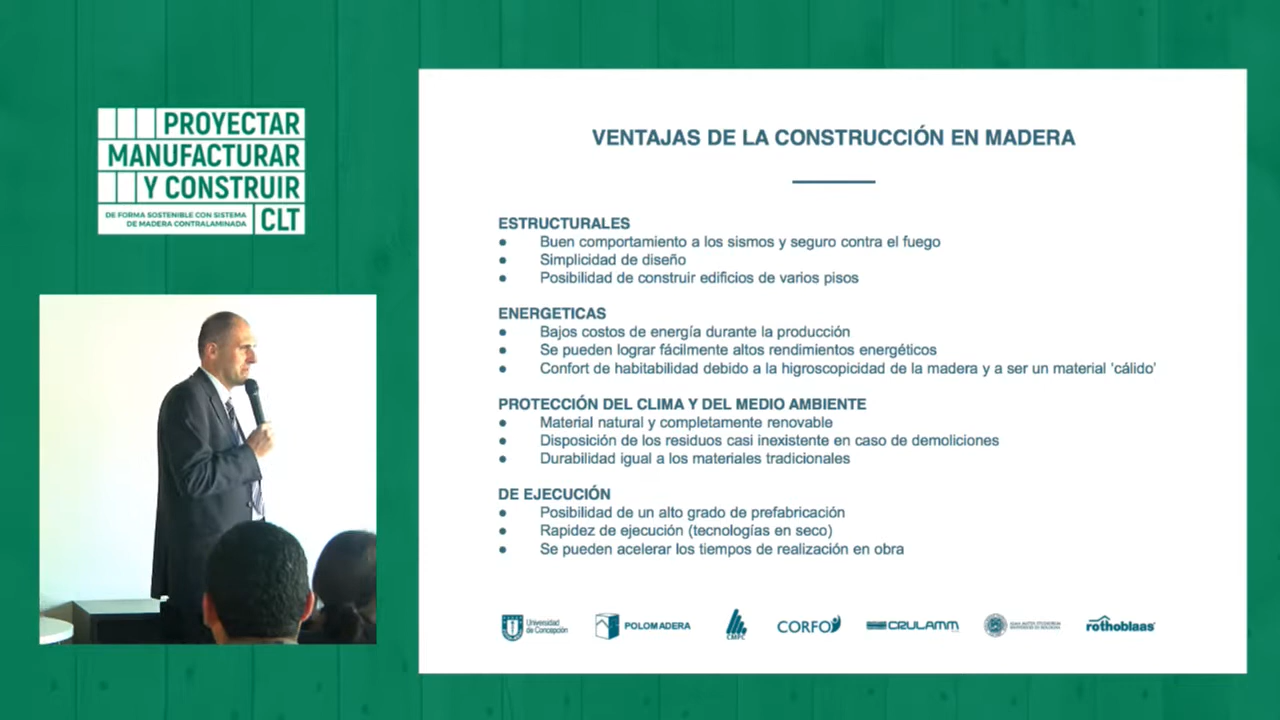 PROYECTAR
MANUFACTURAR
Y CONSTRUIR
DE FORMA SOSTENIBLE CON SISTEMA
DE MADERA CONTRALAMINADA
CLT
VENTAJAS DE LA CONSTRUCCIÓN EN MADERA
ESTRUCTURALES
● Buen comportamiento a los sismos y seguro contra el fuego
● Simplicidad de diseño
● Posibilidad de construir edificios de varios pisos
ENERGETICAS
● Bajos costos de energía durante la producción
● Se pueden lograr fácilmente altos rendimientos energéticos
● Confort de habitabilidad debido a la higroscopicidad de la madera y a ser un material 'cálido'
PROTECCIÓN DEL CLIMA Y DEL MEDIO AMBIENTE
● Material natural y completamente renovable
● Disposición de los residuos casi inexistente en caso de demoliciones
● Durabilidad igual a los materiales tradicionales
DE EJECUCIÓN
● Posibilidad de un alto grado de prefabricación
● Rapidez de ejecución (tecnologías en seco)
● Se pueden acelerar los tiempos de realización en obra
Universidad
de Concepción
POLOMADERA
CMPC
CORFO
CRULAMM
rothoblaas